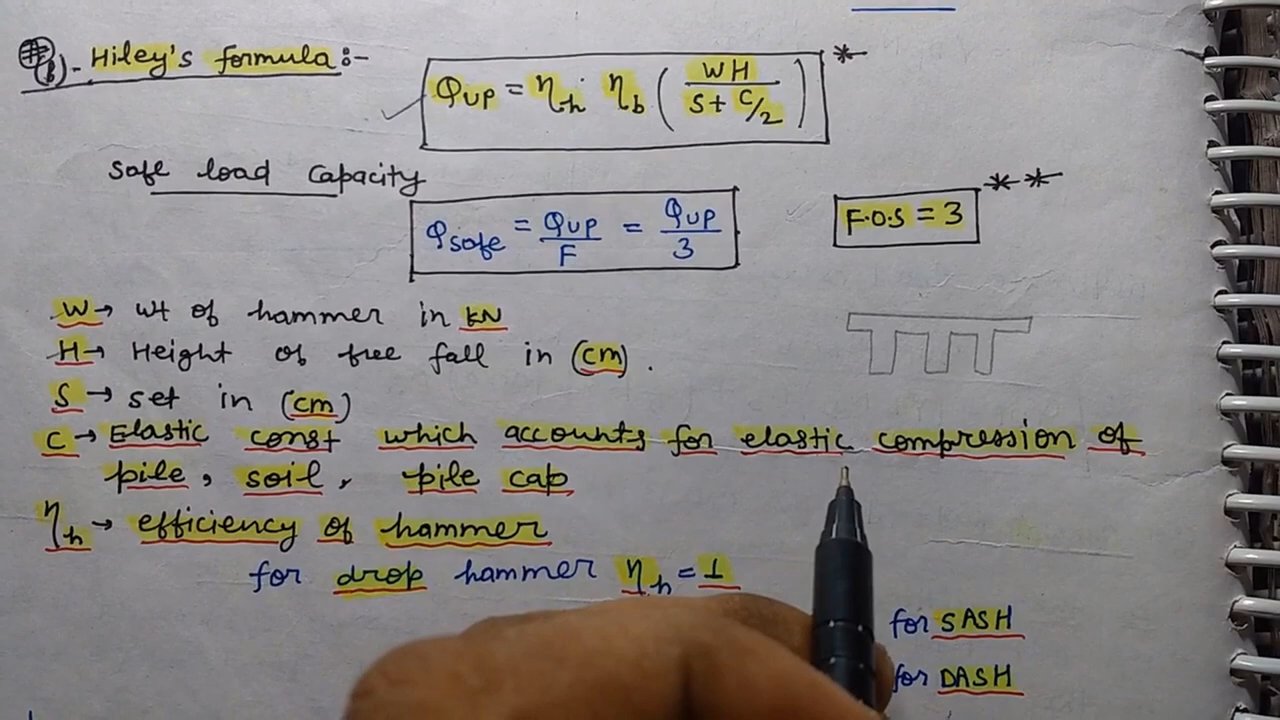 (b). Hiley's formula :-
Qup = ηh · ηb ( WH / S + C/2 ) *
Safe load capacity
Qsafe = Qup / F = Qup / 3
F.O.S = 3 **
W → wt of hammer in kN
H → Height of free fall in (cm).
S → set in (cm)
C → Elastic const which accounts for elastic compression of
pile, soil, pile cap
ηh → efficiency of hammer
for drop hammer ηh = 1
for SASH
for DASH